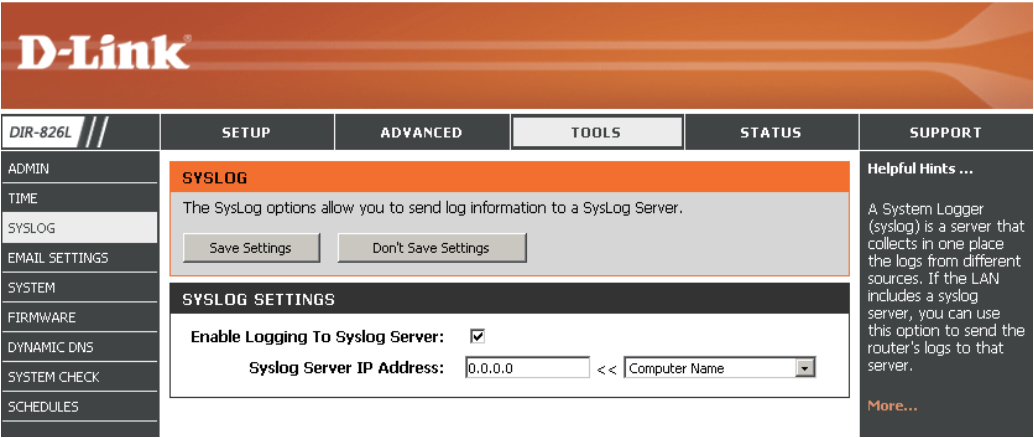 D-Link®
DIR-826L
SETUP
ADVANCED
TOOLS
STATUS
SUPPORT
ADMIN
TIME
SYSLOG
EMAIL SETTINGS
SYSTEM
FIRMWARE
DYNAMIC DNS
SYSTEM CHECK
SCHEDULES
SYSLOG
The SysLog options allow you to send log information to a SysLog Server.
Save Settings
Don't Save Settings
SYSLOG SETTINGS
Enable Logging To Syslog Server:
Syslog Server IP Address: 0.0.0.0 << Computer Name
Helpful Hints ...
A System Logger
(syslog) is a server that
collects in one place
the logs from different
sources. If the LAN
includes a syslog
server, you can use
this option to send the
router's logs to that
server.
More...